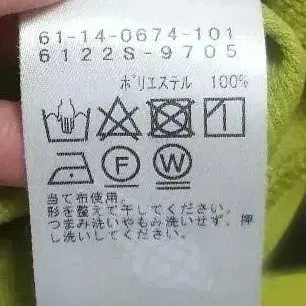 61-14-0674-101
6122S-9705
ポリエステル 100%
F W
当て布使用。
形を整えて干してください。
つまみ洗いやもみ洗いせず、押
し洗いしてください。